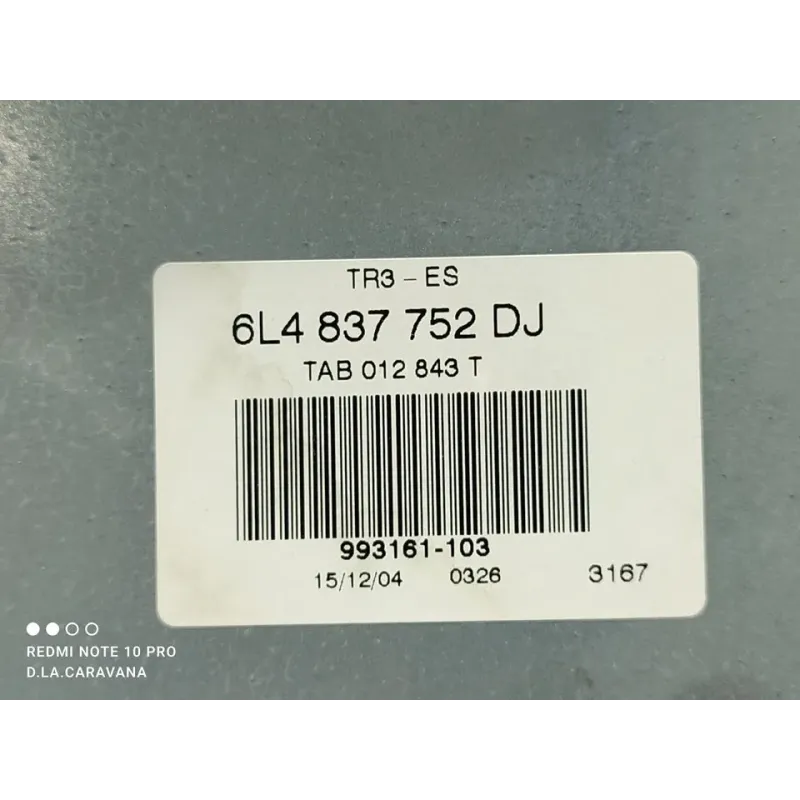 TR3 - ES
6L4 837 752 DJ
TAB 012 843 T
993161-103
15/12/04 0326 3167
REDMI NOTE 10 PRO
D.LA.CARAVANA